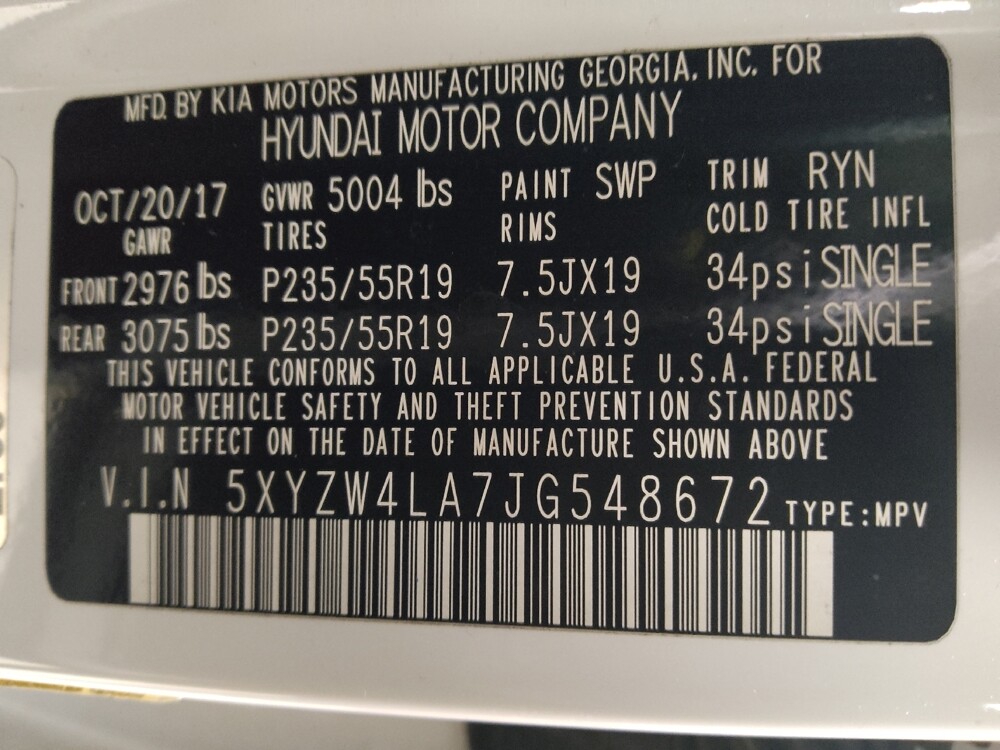 MFD. BY KIA MOTORS MANUFACTURING GEORGIA, INC. FOR
HYUNDAI MOTOR COMPANY
OCT/20/17 GVWR 5004 lbs PAINT SWP TRIM RYN
GAWR TIRES RIMS COLD TIRE INFL
FRONT 2976 lbs P235/55R19 7.5JX19 34psi SINGLE
REAR 3075 lbs P235/55R19 7.5JX19 34psi SINGLE
THIS VEHICLE CONFORMS TO ALL APPLICABLE U.S.A. FEDERAL
MOTOR VEHICLE SAFETY AND THEFT PREVENTION STANDARDS
IN EFFECT ON THE DATE OF MANUFACTURE SHOWN ABOVE
V.I.N 5XYZW4LA7JG548672 TYPE:MPV